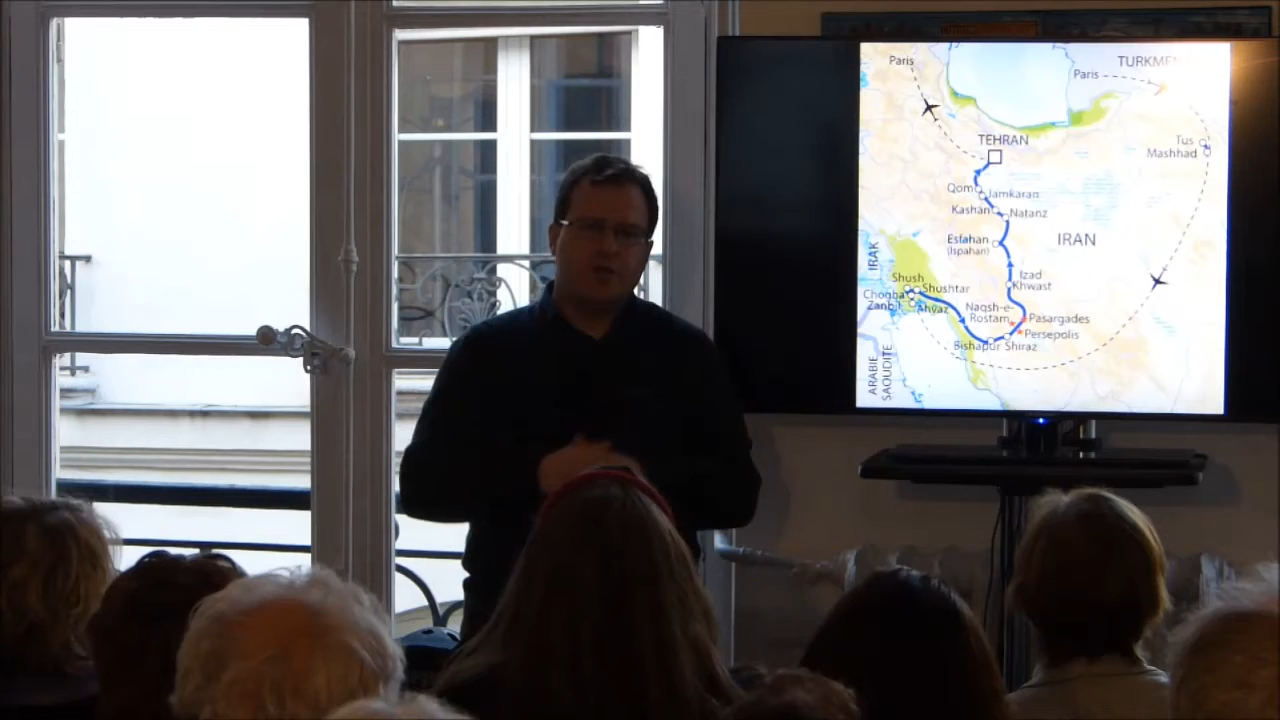 Paris
TURKMEN
Paris
TEHRAN
Tus
Mashhad
Qom
Jamkaran
Kashan
Natanz
Esfahan
(Ispahan)
IRAN
IRAK
Izad
Khwast
Shush
Shushtar
Chogha
Zanbil
Ahvaz
Naqsh-e-
Rostam
Pasargades
Persepolis
Bishapur
Shiraz
ARABIE
SAOUDITE